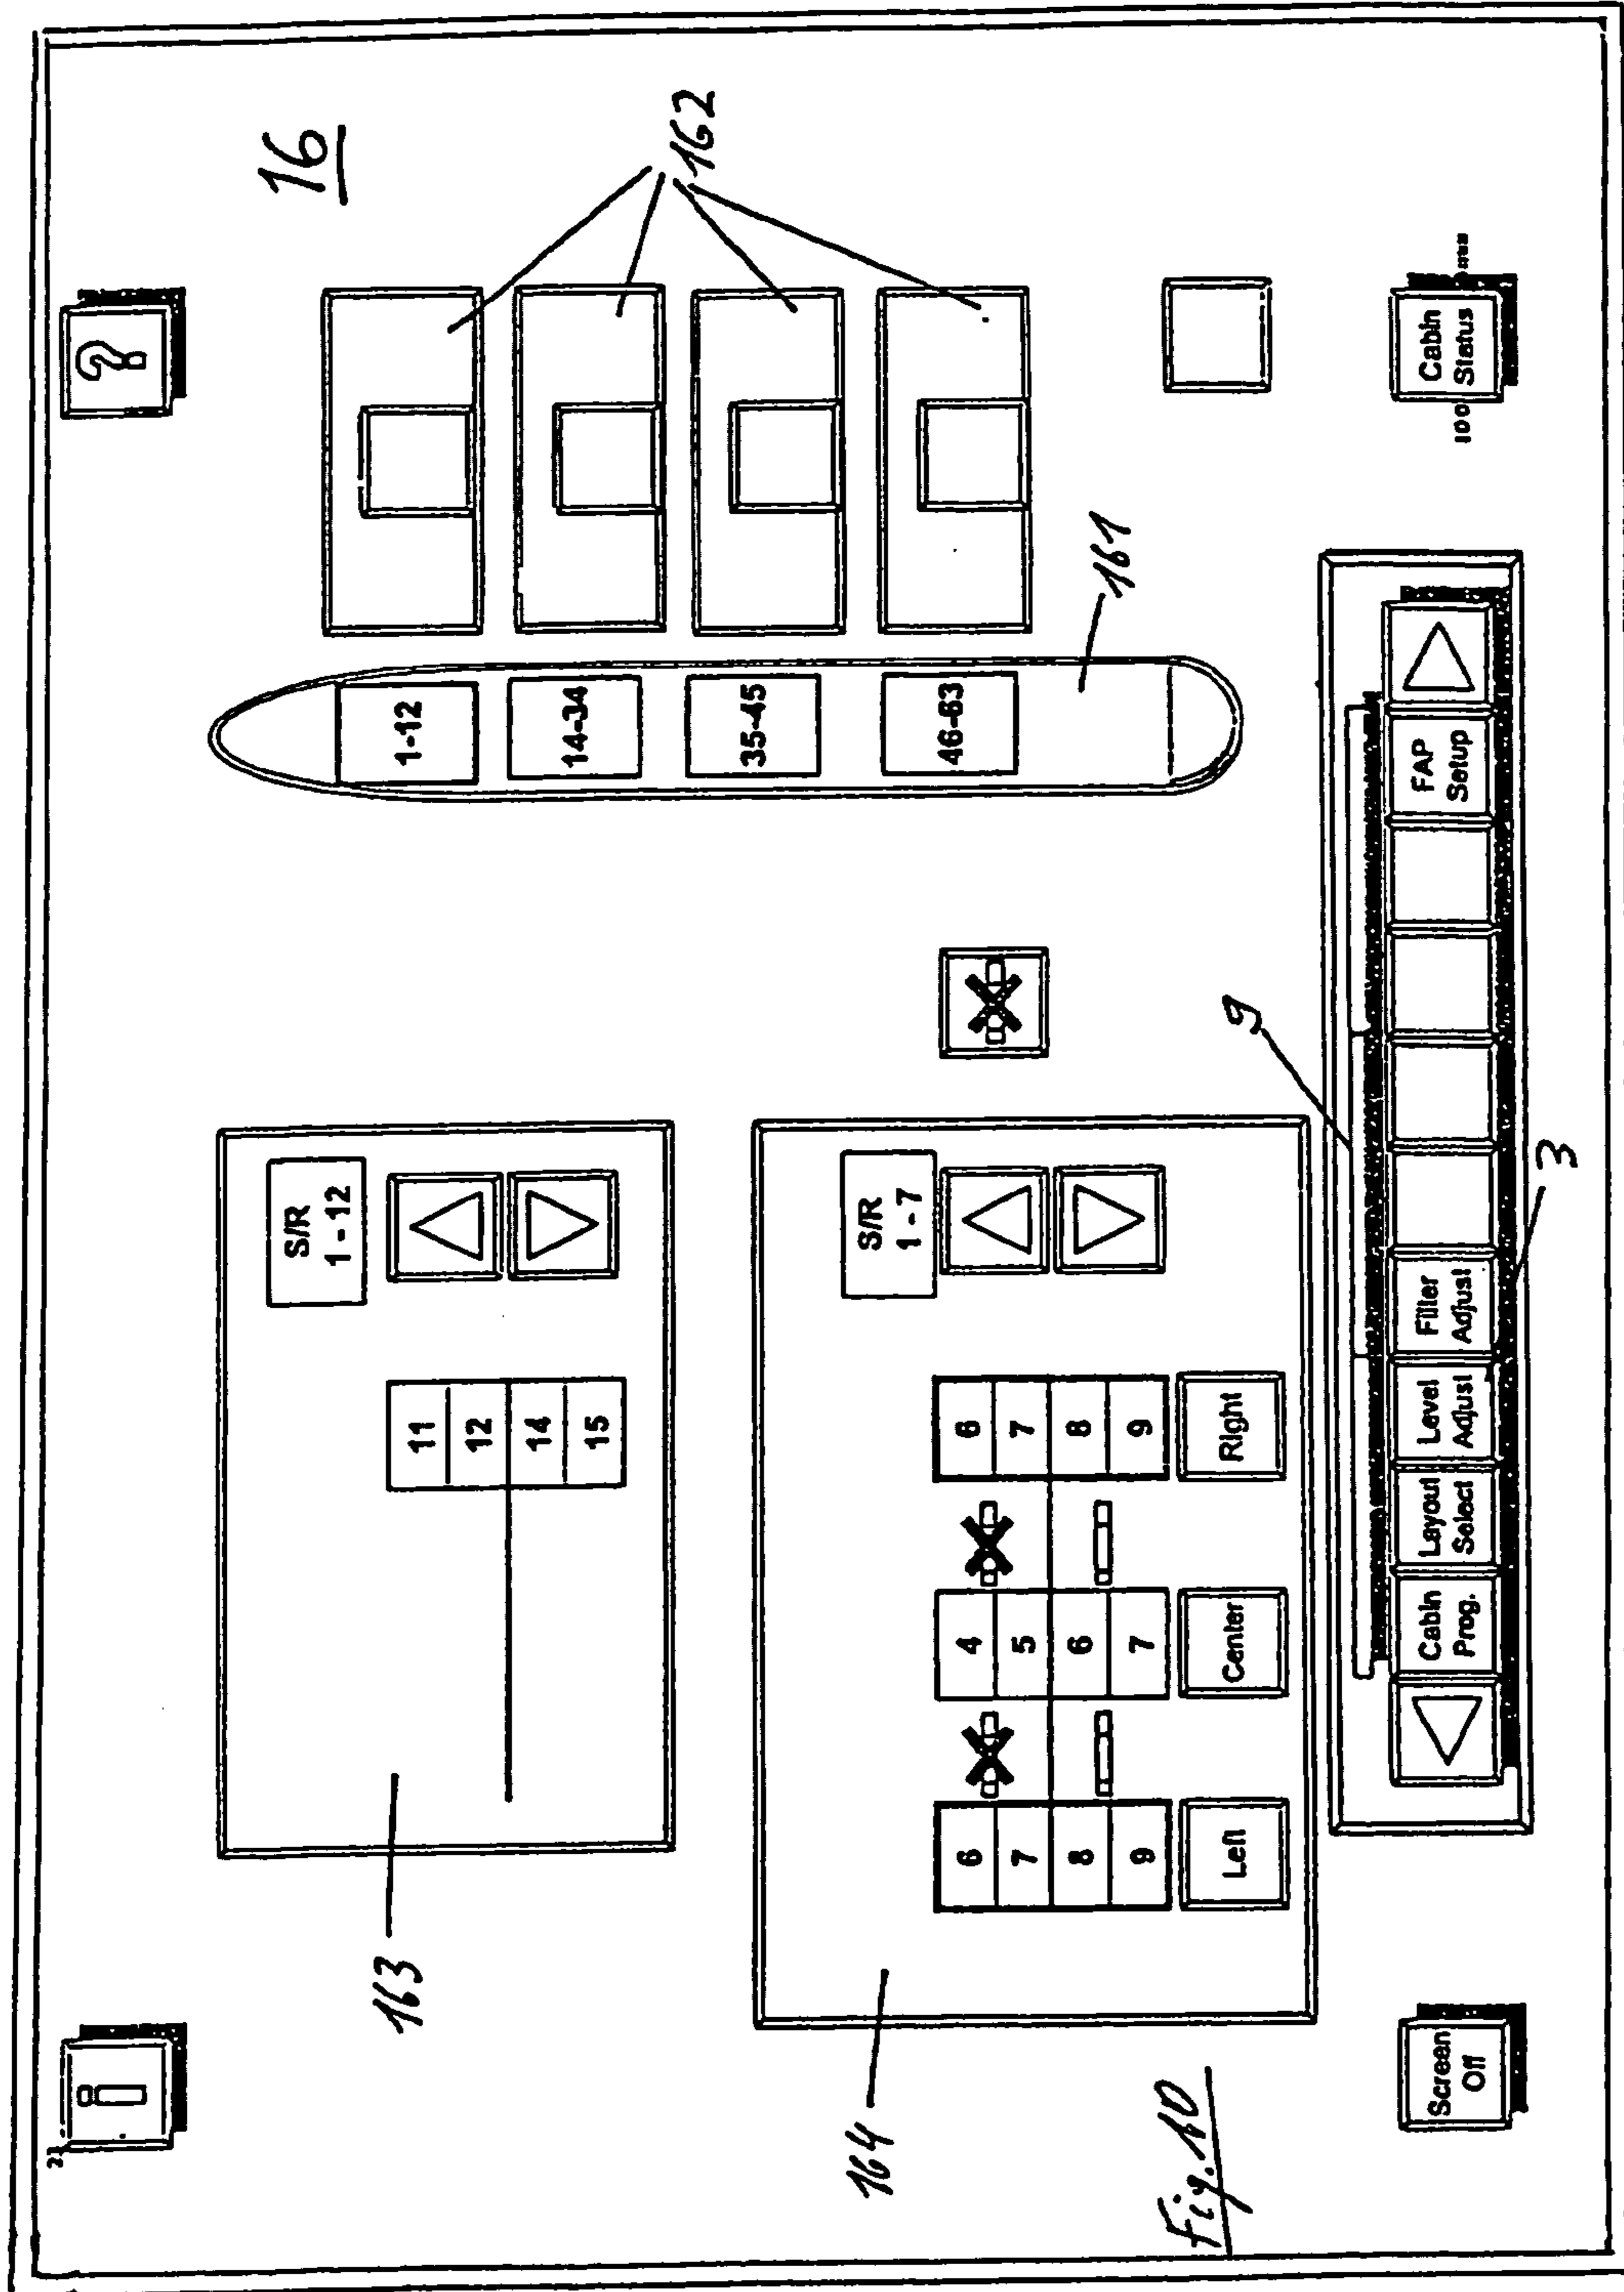 21
i
?
16
162
163
S/R
1 - 12
11
12
14
15
1-12
14-34
35-45
46-63
161
164
S/R
1 - 7
6
7
8
9
4
5
6
7
6
7
8
9
Left
Center
Right
9
Fig. 10
Screen
Off
Cabin
Prog.
Layout
Select
Level
Adjust
Filter
Adjust
FAP
Setup
100
Cabin
Status
3